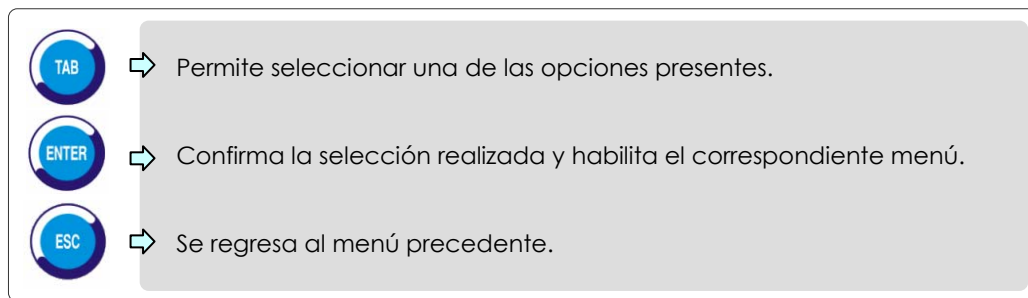 TAB
Permite seleccionar una de las opciones presentes.
ENTER
Confirma la selección realizada y habilita el correspondiente menú.
ESC
Se regresa al menú precedente.